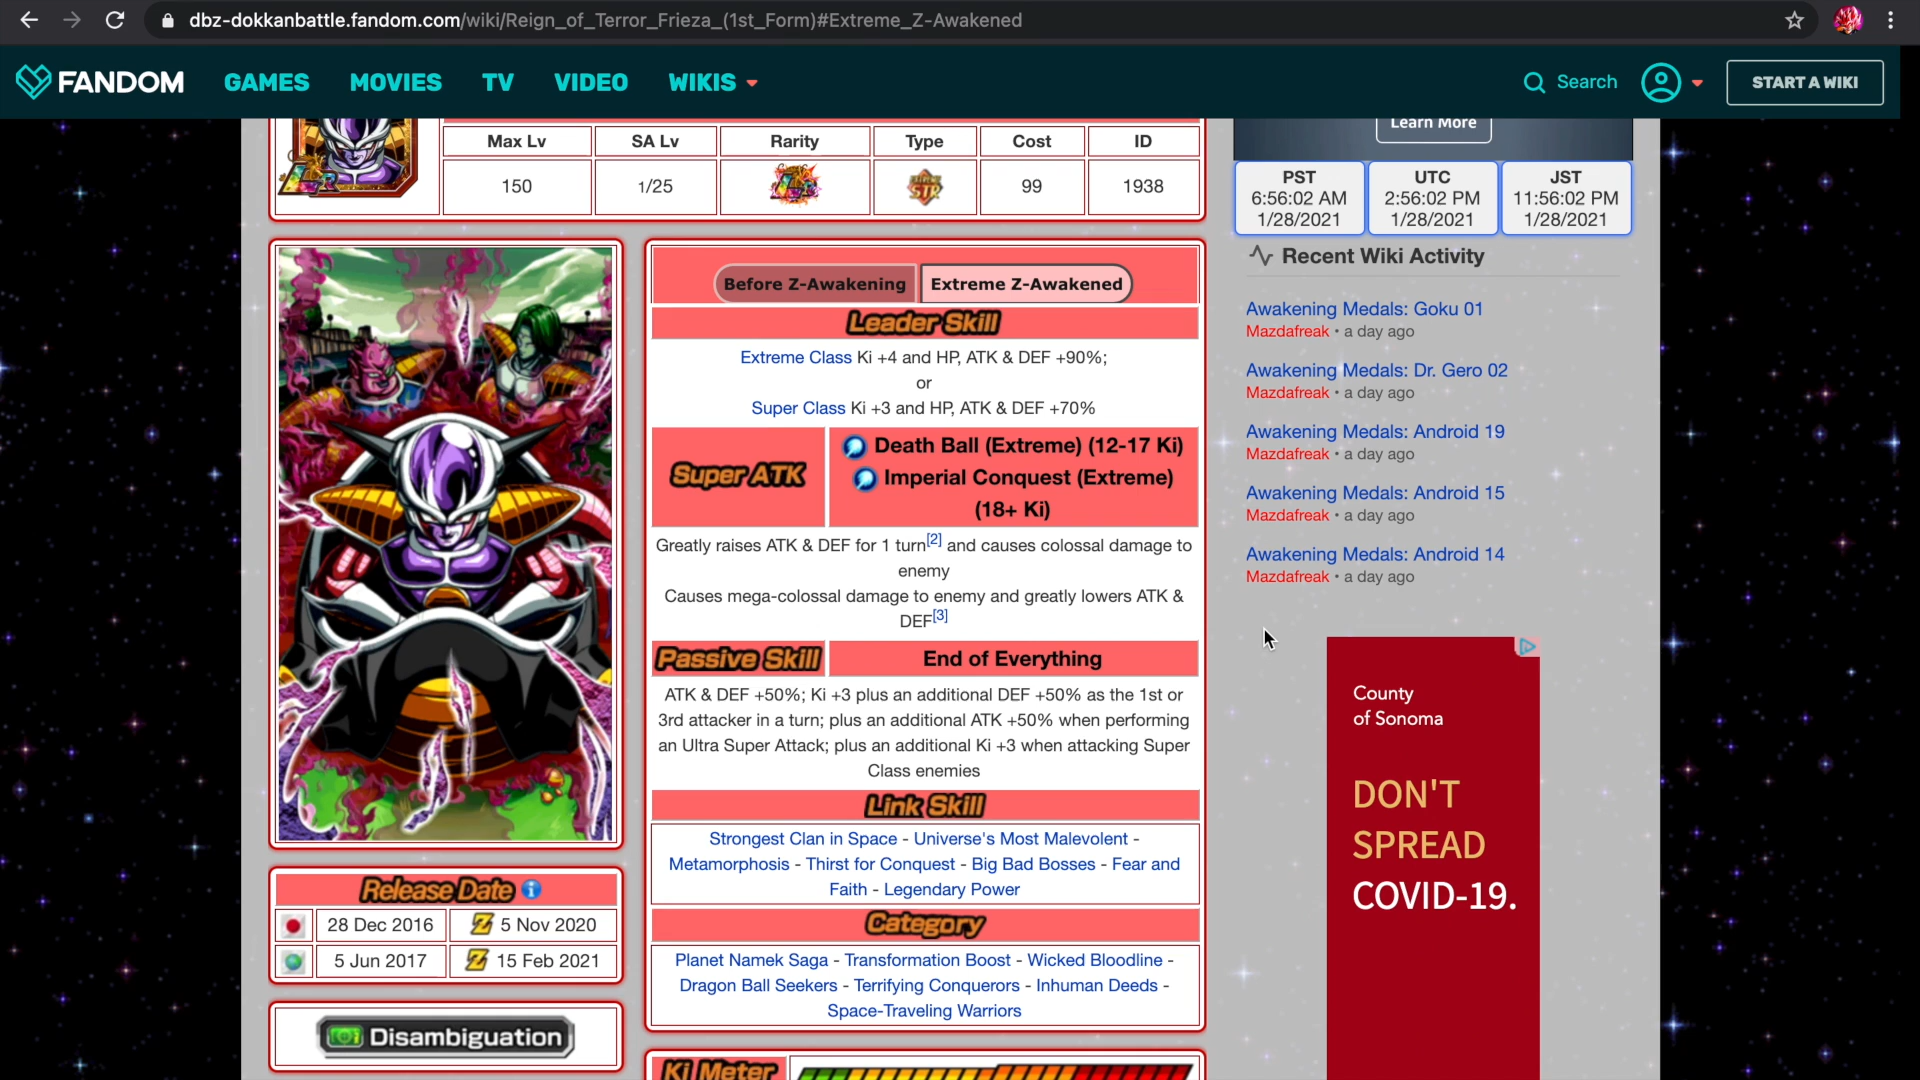 dbz-dokkanbattle.fandom.com/wiki/Reign_of_Terror_Frieza_(1st_Form)#Extreme_Z-Awakened
FANDOM GAMES MOVIES TV VIDEO WIKIS Search START A WIKI
Max Lv SA Lv Rarity Type Cost ID
150 1/25 LR EXTREME STR 99 1938
LR
Before Z-Awakening Extreme Z-Awakened
Leader Skill
Extreme Class Ki +4 and HP, ATK & DEF +90%;
or
Super Class Ki +3 and HP, ATK & DEF +70%
Super ATK
Death Ball (Extreme) (12-17 Ki)
Imperial Conquest (Extreme)
(18+ Ki)
Greatly raises ATK & DEF for 1 turn[2] and causes colossal damage to
enemy
Causes mega-colossal damage to enemy and greatly lowers ATK &
DEF[3]
Passive Skill End of Everything
ATK & DEF +50%; Ki +3 plus an additional DEF +50% as the 1st or
3rd attacker in a turn; plus an additional ATK +50% when performing
an Ultra Super Attack; plus an additional Ki +3 when attacking Super
Class enemies
Link Skill
Strongest Clan in Space - Universe's Most Malevolent -
Metamorphosis - Thirst for Conquest - Big Bad Bosses - Fear and
Faith - Legendary Power
Category
Planet Namek Saga - Transformation Boost - Wicked Bloodline -
Dragon Ball Seekers - Terrifying Conquerors - Inhuman Deeds -
Space-Traveling Warriors
Ki Meter
Release Date
28 Dec 2016 Z 5 Nov 2020
5 Jun 2017 Z 15 Feb 2021
Disambiguation
Learn More
PST UTC JST
6:56:02 AM 2:56:02 PM 11:56:02 PM
1/28/2021 1/28/2021 1/28/2021
Recent Wiki Activity
Awakening Medals: Goku 01
Mazdafreak • a day ago
Awakening Medals: Dr. Gero 02
Mazdafreak • a day ago
Awakening Medals: Android 19
Mazdafreak • a day ago
Awakening Medals: Android 15
Mazdafreak • a day ago
Awakening Medals: Android 14
Mazdafreak • a day ago
County
of Sonoma
DON'T
SPREAD
COVID-19.